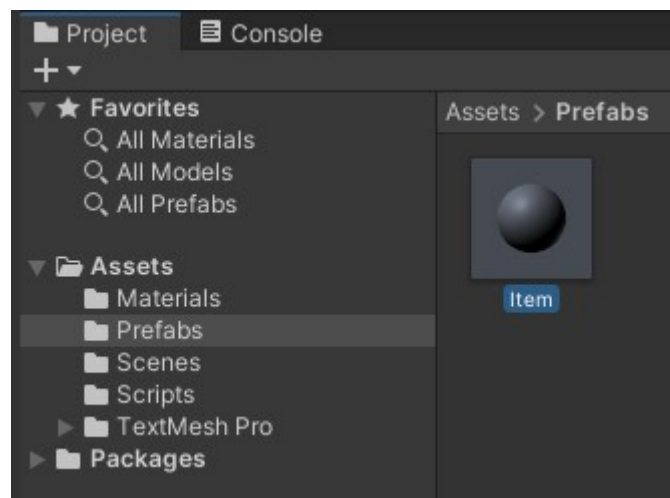 Project
Console
Favorites
All Materials
All Models
All Prefabs
Assets
Materials
Prefabs
Scenes
Scripts
TextMesh Pro
Packages
Assets > Prefabs
Item